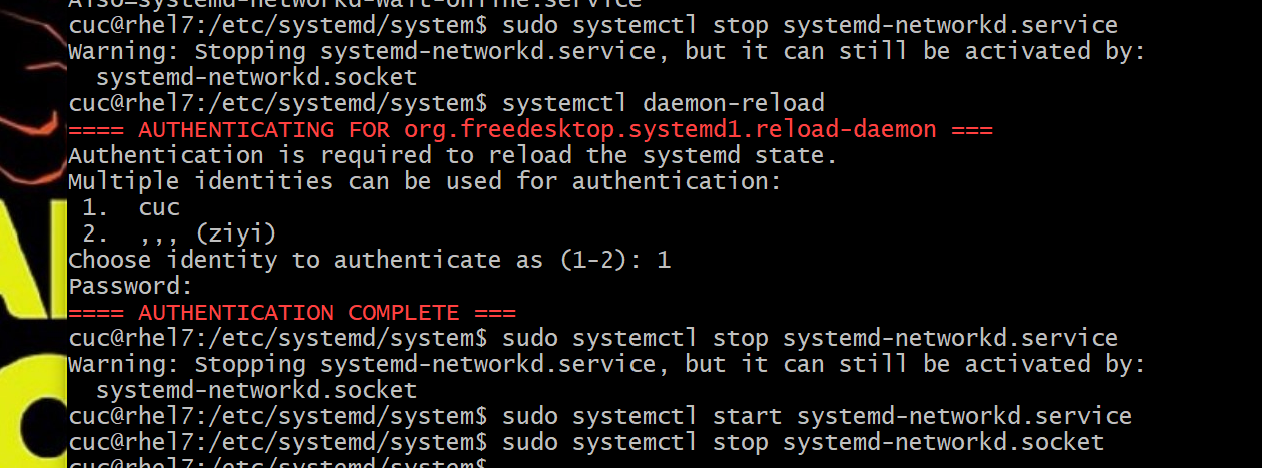 Also=systemd-networkd-wait-online.service
cuc@rhel7:/etc/systemd/system$ sudo systemctl stop systemd-networkd.service
Warning: Stopping systemd-networkd.service, but it can still be activated by:
  systemd-networkd.socket
cuc@rhel7:/etc/systemd/system$ systemctl daemon-reload
==== AUTHENTICATING FOR org.freedesktop.systemd1.reload-daemon ===
Authentication is required to reload the systemd state.
Multiple identities can be used for authentication:
 1.  cuc
 2.  ,,, (ziyi)
Choose identity to authenticate as (1-2): 1
Password:
==== AUTHENTICATION COMPLETE ===
cuc@rhel7:/etc/systemd/system$ sudo systemctl stop systemd-networkd.service
Warning: Stopping systemd-networkd.service, but it can still be activated by:
  systemd-networkd.socket
cuc@rhel7:/etc/systemd/system$ sudo systemctl start systemd-networkd.service
cuc@rhel7:/etc/systemd/system$ sudo systemctl stop systemd-networkd.socket
cuc@rhel7:/etc/systemd/system$